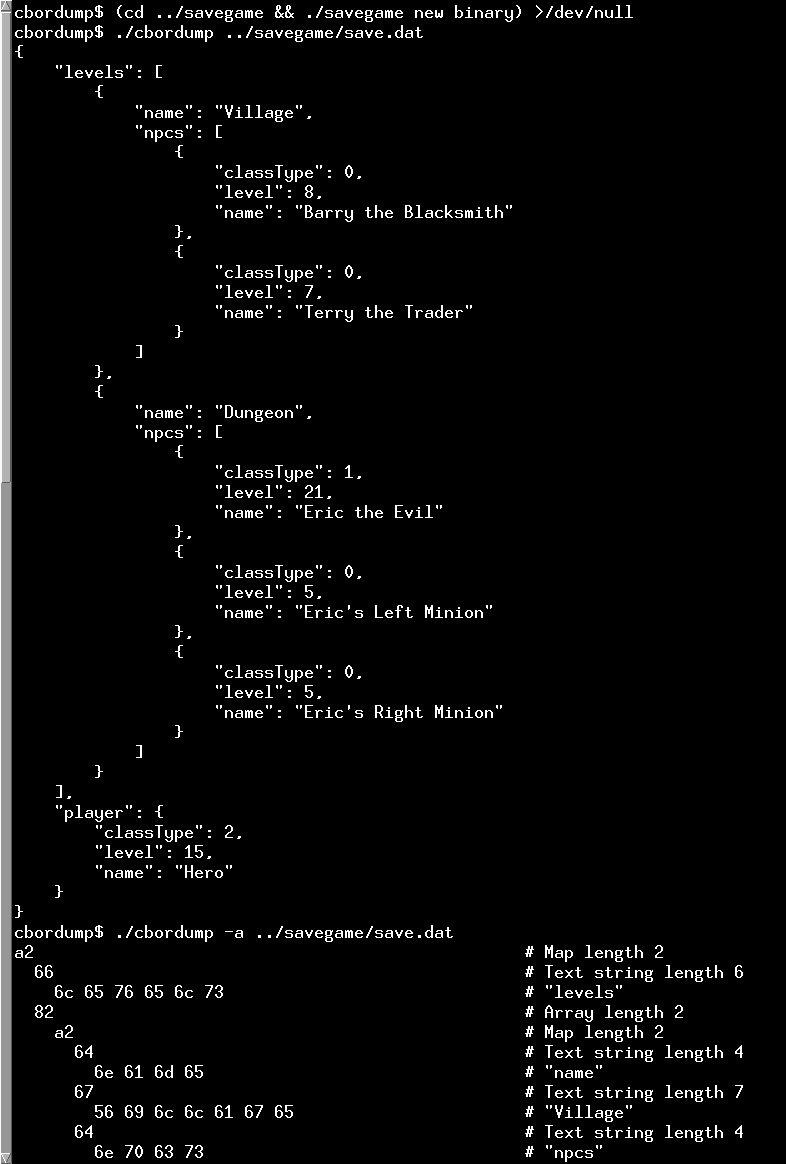 cbordump$ (cd ../savegame && ./savegame new binary) >/dev/null
cbordump$ ./cbordump ../savegame/save.dat
{
    "levels": [
        {
            "name": "Village",
            "npcs": [
                {
                    "classType": 0,
                    "level": 8,
                    "name": "Barry the Blacksmith"
                },
                {
                    "classType": 0,
                    "level": 7,
                    "name": "Terry the Trader"
                }
            ]
        },
        {
            "name": "Dungeon",
            "npcs": [
                {
                    "classType": 1,
                    "level": 21,
                    "name": "Eric the Evil"
                },
                {
                    "classType": 0,
                    "level": 5,
                    "name": "Eric's Left Minion"
                },
                {
                    "classType": 0,
                    "level": 5,
                    "name": "Eric's Right Minion"
                }
            ]
        }
    ],
    "player": {
        "classType": 2,
        "level": 15,
        "name": "Hero"
    }
}
cbordump$ ./cbordump -a ../savegame/save.dat
a2                                                 # Map length 2
  66                                               # Text string length 6
    6c 65 76 65 6c 73                              # "levels"
  82                                               # Array length 2
    a2                                             # Map length 2
      64                                           # Text string length 4
        6e 61 6d 65                                # "name"
      67                                           # Text string length 7
        56 69 6c 6c 61 67 65                       # "Village"
      64                                           # Text string length 4
        6e 70 63 73                                # "npcs"